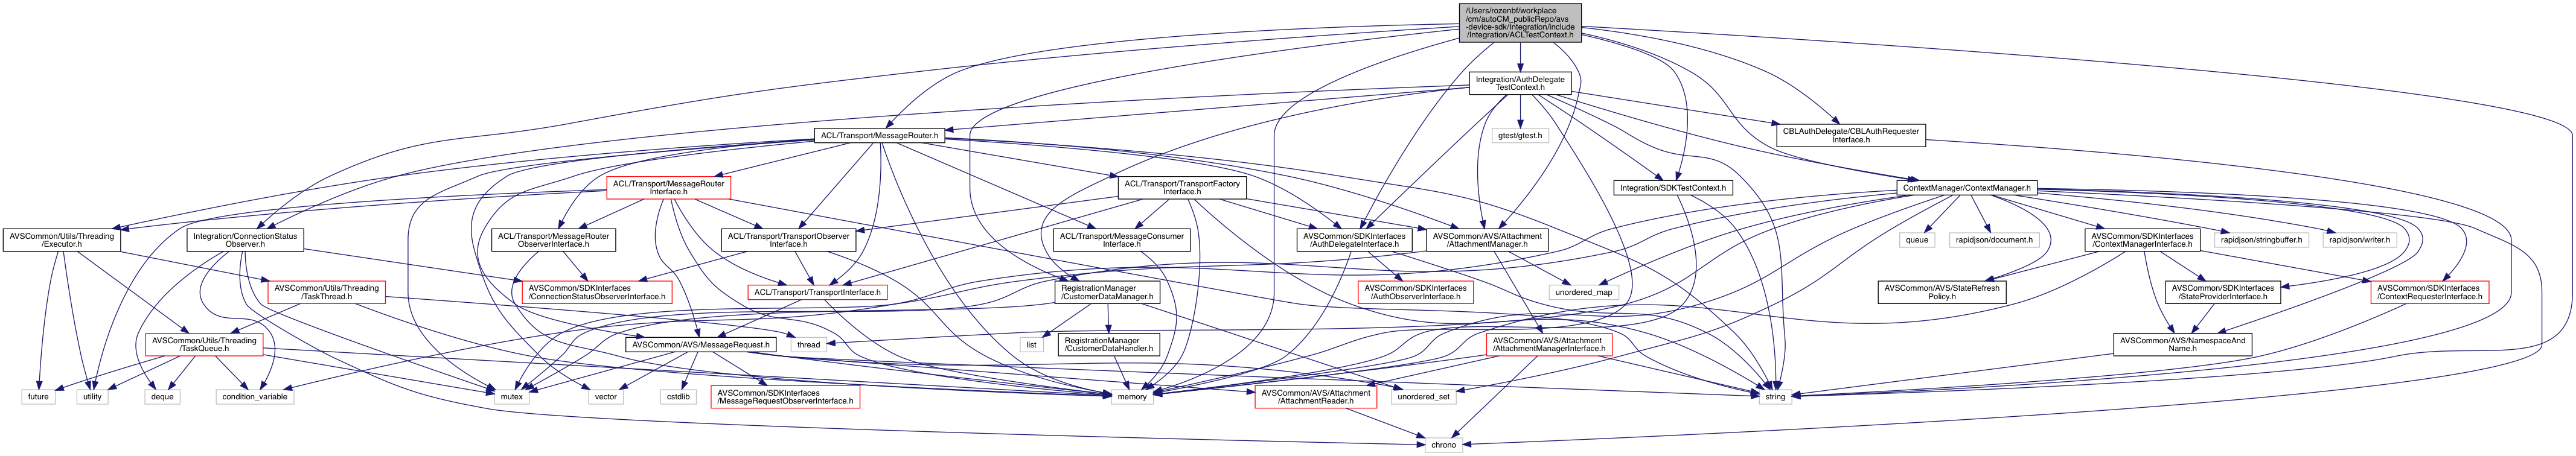 /Users/rozenbf/workplace
/cm/autoCM_publicRepo/avs
-device-sdk/Integration/include
/Integration/ACLTestContext.h
Integration/AuthDelegate
TestContext.h
ACL/Transport/MessageRouter.h
gtest/gtest.h
CBLAuthDelegate/CBLAuthRequester
Interface.h
ACL/Transport/MessageRouter
Interface.h
ACL/Transport/TransportFactory
Interface.h
Integration/SDKTestContext.h
ContextManager/ContextManager.h
AVSCommon/Utils/Threading
/Executor.h
Integration/ConnectionStatus
Observer.h
ACL/Transport/MessageRouter
ObserverInterface.h
ACL/Transport/TransportObserver
Interface.h
ACL/Transport/MessageConsumer
Interface.h
AVSCommon/SDKInterfaces
/AuthDelegateInterface.h
AVSCommon/AVS/Attachment
/AttachmentManager.h
queue
rapidjson/document.h
AVSCommon/SDKInterfaces
/ContextManagerInterface.h
rapidjson/stringbuffer.h
rapidjson/writer.h
AVSCommon/Utils/Threading
/TaskThread.h
AVSCommon/SDKInterfaces
/ConnectionStatusObserverInterface.h
ACL/Transport/TransportInterface.h
RegistrationManager
/CustomerDataManager.h
AVSCommon/SDKInterfaces
/AuthObserverInterface.h
unordered_map
AVSCommon/AVS/StateRefresh
Policy.h
AVSCommon/SDKInterfaces
/StateProviderInterface.h
AVSCommon/SDKInterfaces
/ContextRequesterInterface.h
AVSCommon/Utils/Threading
/TaskQueue.h
AVSCommon/AVS/MessageRequest.h
thread
list
RegistrationManager
/CustomerDataHandler.h
AVSCommon/AVS/Attachment
/AttachmentManagerInterface.h
AVSCommon/AVS/NamespaceAnd
Name.h
future
utility
deque
condition_variable
mutex
vector
cstdlib
AVSCommon/SDKInterfaces
/MessageRequestObserverInterface.h
memory
AVSCommon/AVS/Attachment
/AttachmentReader.h
unordered_set
string
chrono